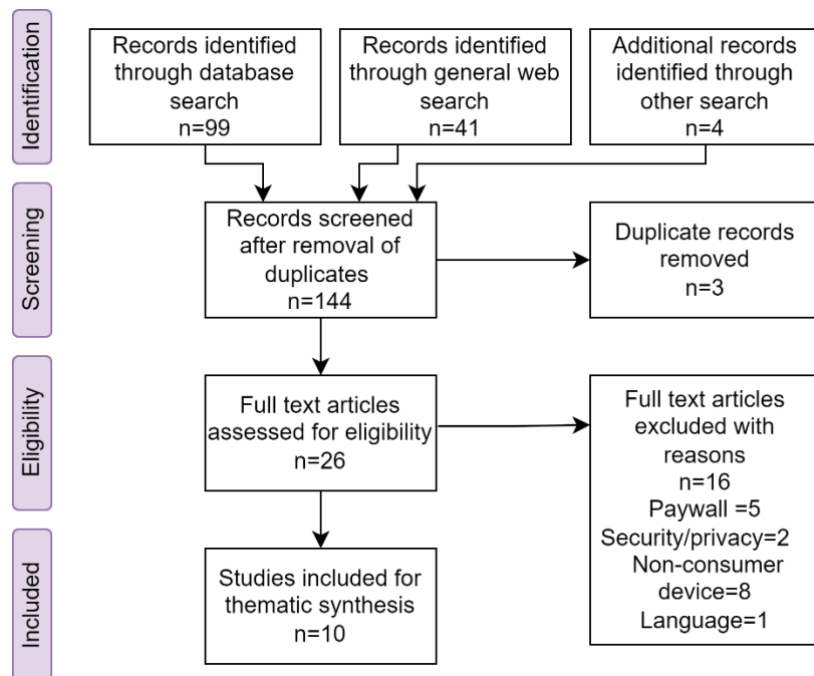 Identification
Records identified
through database
search
n=99
Records identified
through general web
search
n=41
Additional records
identified through
other search
n=4
Screening
Records screened
after removal of
duplicates
n=144
Duplicate records
removed
n=3
Eligibility
Full text articles
assessed for eligibility
n=26
Full text articles
excluded with
reasons
n=16
Paywall =5
Security/privacy=2
Non-consumer
device=8
Language=1
Included
Studies included for
thematic synthesis
n=10